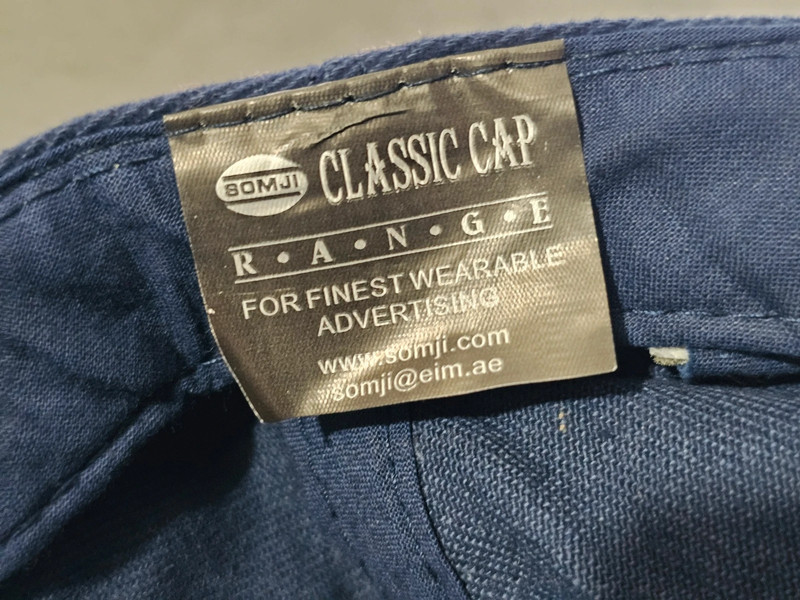 SOMJI CLASSIC CAP
R•A•N•G•E
FOR FINEST WEARABLE
ADVERTISING
www.somji.com
somji@eim.ae